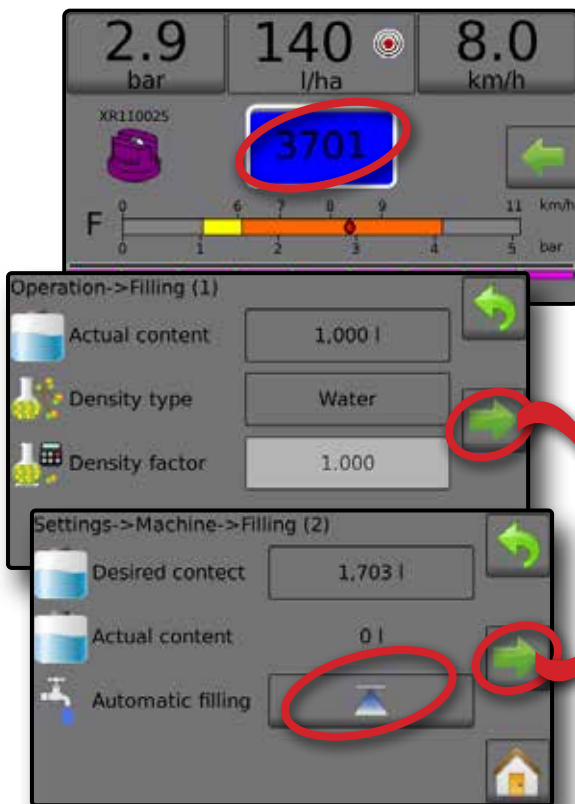 2.9 140 8.0
bar l/ha km/h
XR110025
3701
0 6 7 8 9 11 km/h
F
0 1 2 3 4 5 bar
Operation->Filling (1)
Actual content 1,000 l
Density type Water
Density factor 1.000
Settings->Machine->Filling (2)
Desired contect 1,703 l
Actual content 0 l
Automatic filling